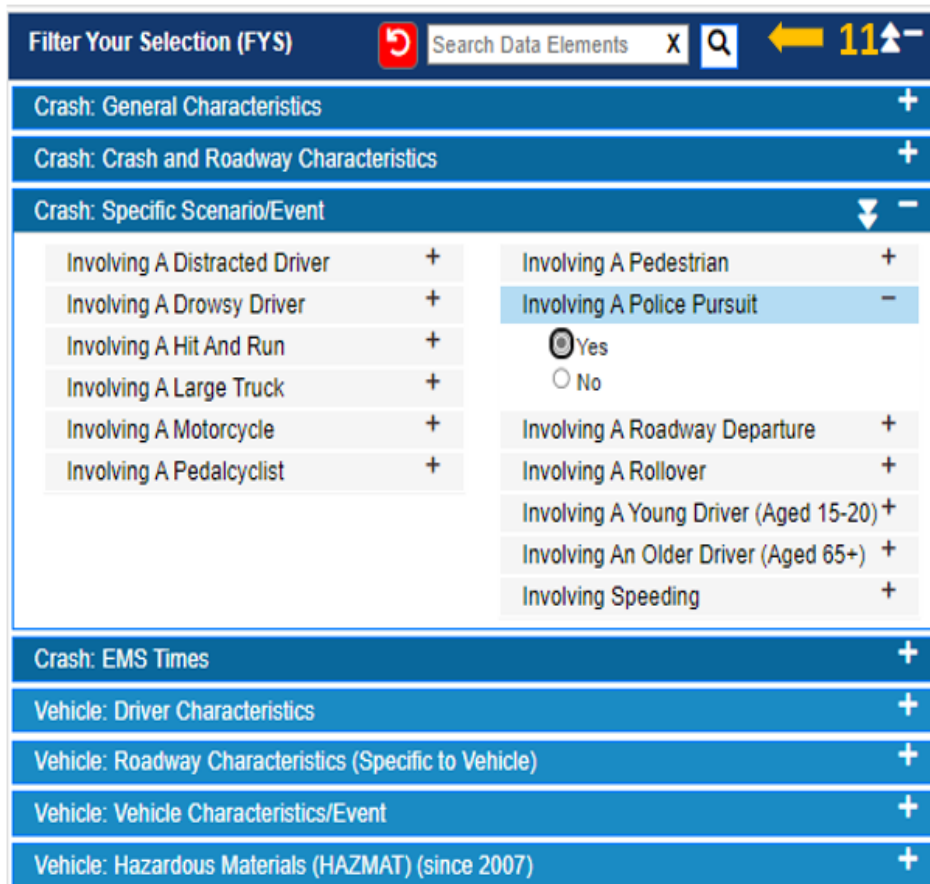 Filter Your Selection (FYS) Search Data Elements X 11
Crash: General Characteristics +
Crash: Crash and Roadway Characteristics +
Crash: Specific Scenario/Event −
Involving A Distracted Driver +
Involving A Drowsy Driver +
Involving A Hit And Run +
Involving A Large Truck +
Involving A Motorcycle +
Involving A Pedalcyclist +
Involving A Pedestrian +
Involving A Police Pursuit −
Yes
No
Involving A Roadway Departure +
Involving A Rollover +
Involving A Young Driver (Aged 15-20) +
Involving An Older Driver (Aged 65+) +
Involving Speeding +
Crash: EMS Times +
Vehicle: Driver Characteristics +
Vehicle: Roadway Characteristics (Specific to Vehicle) +
Vehicle: Vehicle Characteristics/Event +
Vehicle: Hazardous Materials (HAZMAT) (since 2007) +